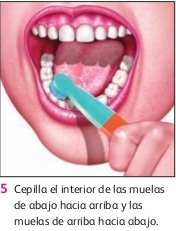 5 Cepilla el interior de las muelas
de abajo hacia arriba y las
muelas de arriba hacia abajo.